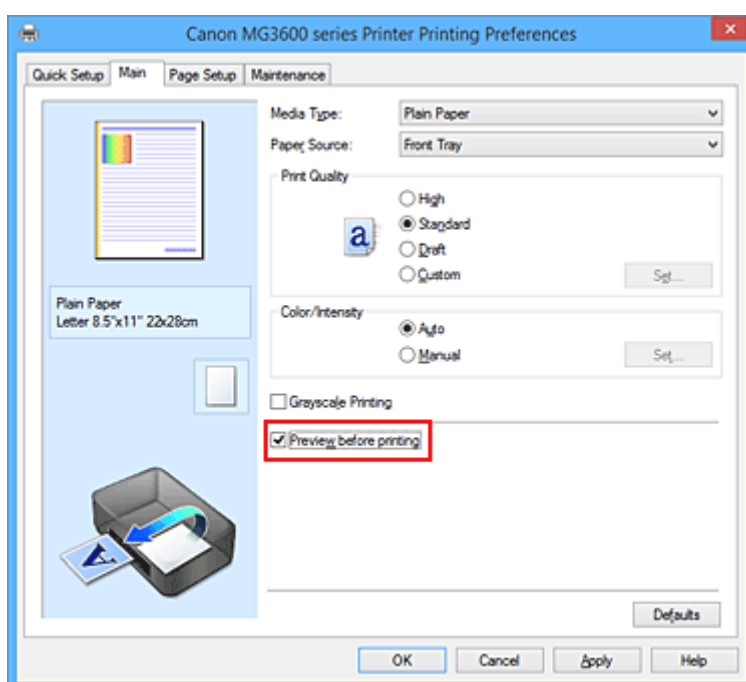 Canon MG3600 series Printer Printing Preferences
Quick Setup Main Page Setup Maintenance
Media Type: Plain Paper
Paper Source: Front Tray
Print Quality
High
a
Standard
Draft
Custom Set...
Plain Paper
Letter 8.5"x11" 22x28cm
Color/Intensity
Auto
Manual Set...
Grayscale Printing
Preview before printing
A
Defaults
OK Cancel Apply Help